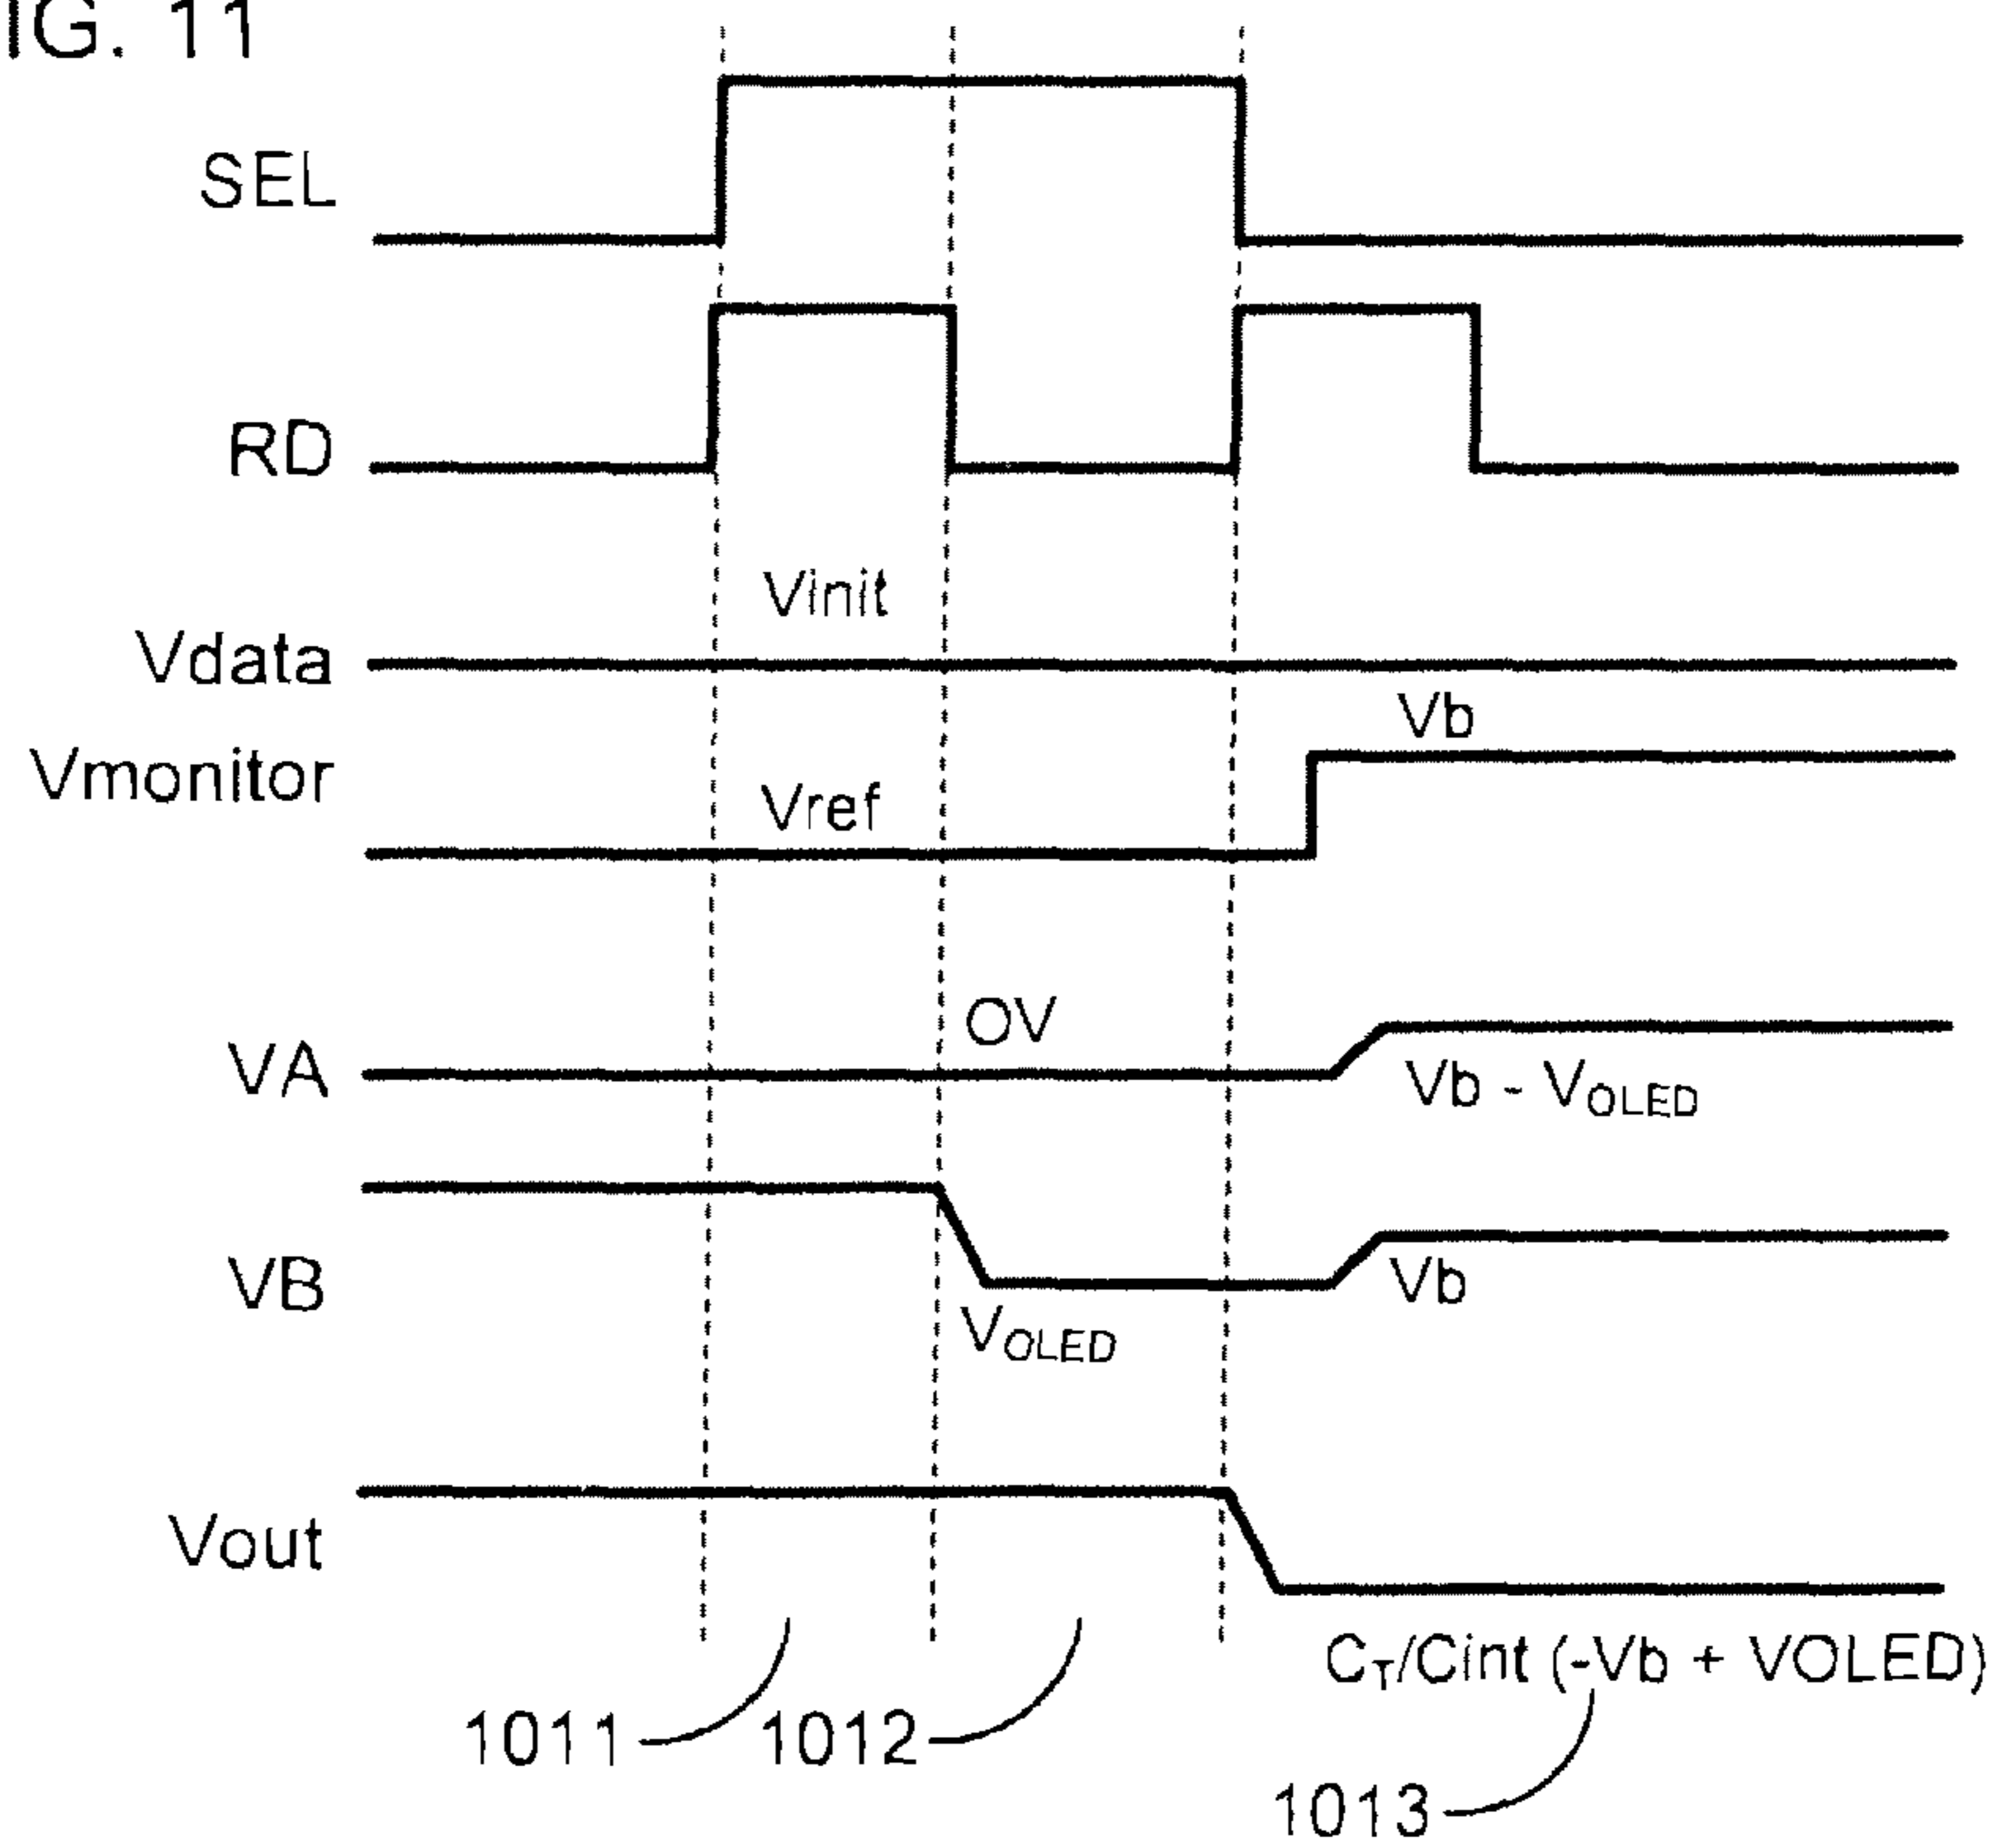 IG. 11
SEL
RD
Vinit
Vdata
Vb
Vmonitor
Vref
OV
VA
Vb - VOLED
VB
Vb
VOLED
Vout
CT/Cint (-Vb + VOLED)
1011
1012
1013